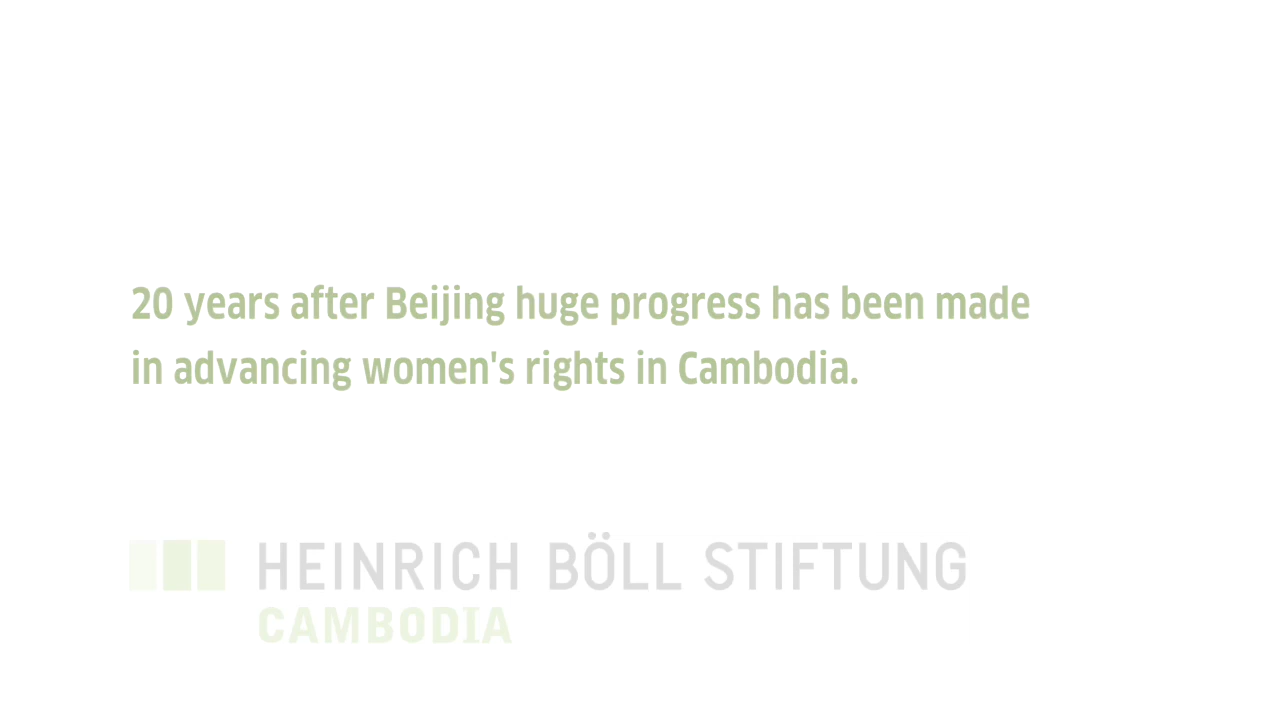 20 years after Beijing huge progress has been made
in advancing women's rights in Cambodia.
HEINRICH BÖLL STIFTUNG
CAMBODIA